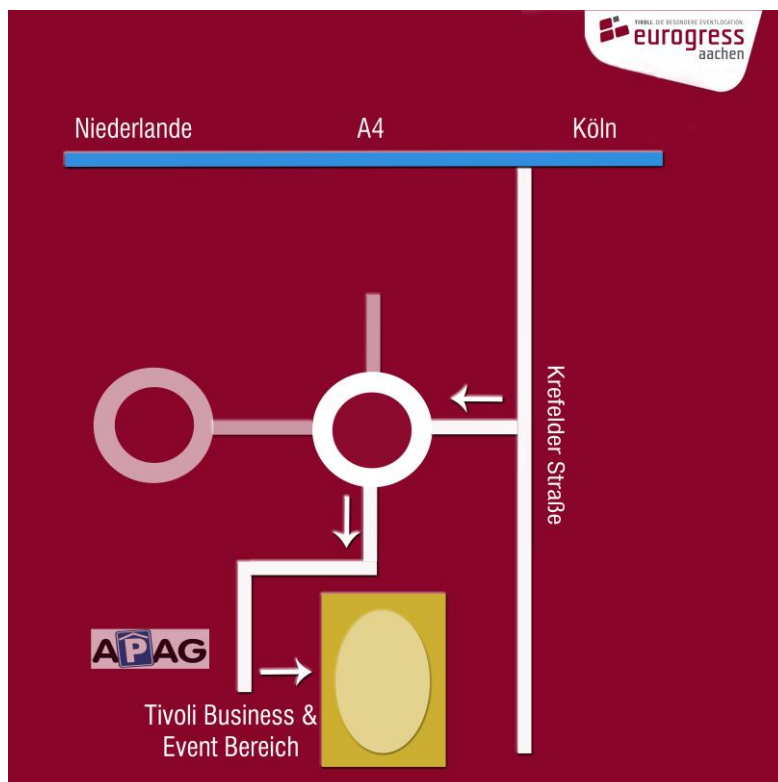 TIVOLI. DIE BESONDERE EVENTLOCATION
eurogress
aachen
Niederlande A4 Köln
Krefelder Straße
APAG
Tivoli Business &
Event Bereich